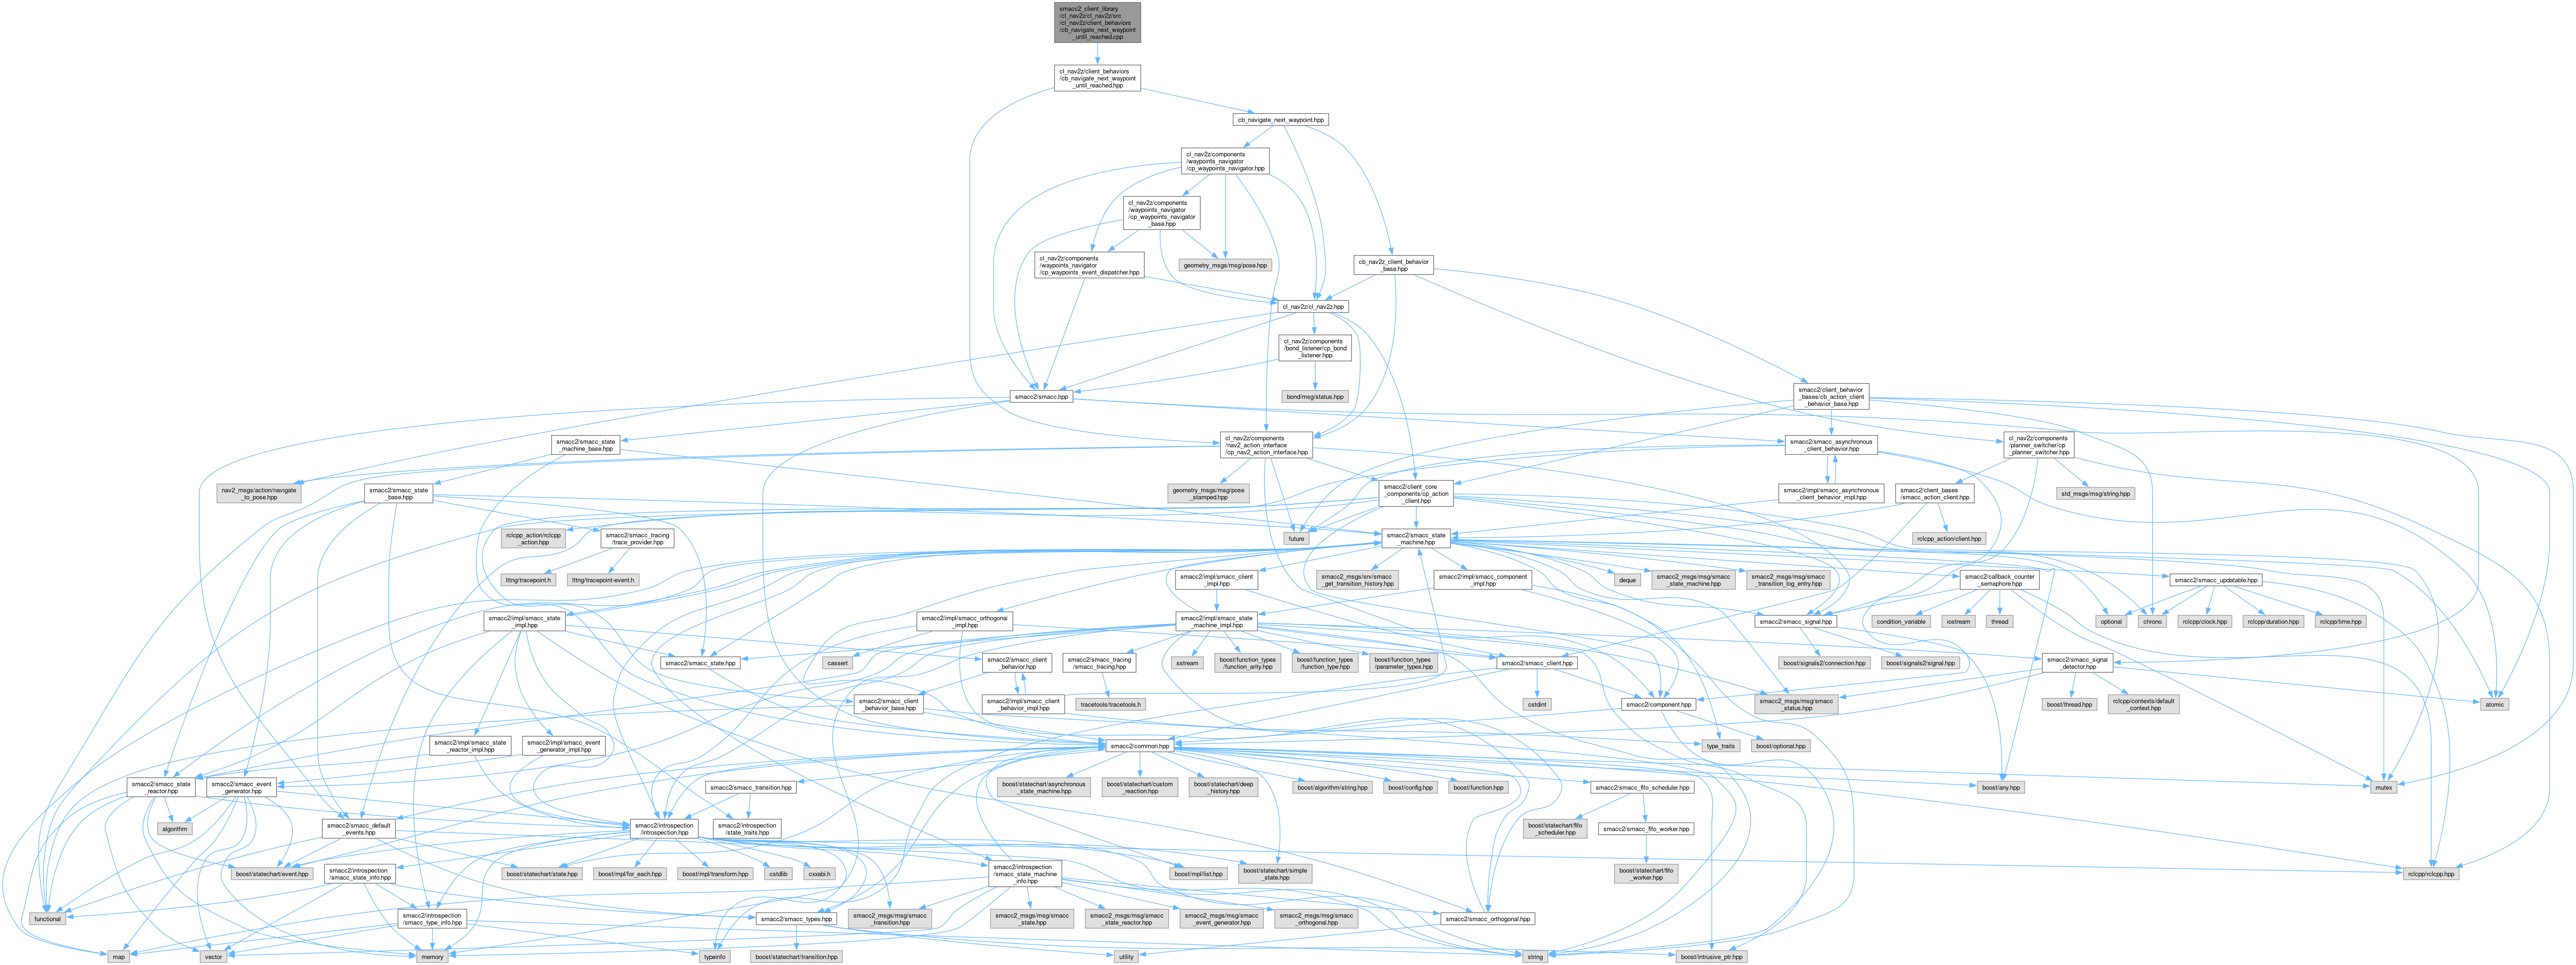 smacc2_client_library
/cl_nav2z/cl_nav2z/src
/cl_nav2z/client_behaviors
/cb_navigate_next_waypoint
_until_reached.cpp
cl_nav2z/client_behaviors
/cb_navigate_next_waypoint
_until_reached.hpp
cb_navigate_next_waypoint.hpp
cl_nav2z/components
/waypoints_navigator
/cp_waypoints_navigator.hpp
cl_nav2z/components
/waypoints_navigator
/cp_waypoints_navigator
_base.hpp
cl_nav2z/components
/waypoints_navigator
/cp_waypoints_event_dispatcher.hpp
geometry_msgs/msg/pose.hpp
cb_nav2z_client_behavior
_base.hpp
cl_nav2z/cl_nav2z.hpp
cl_nav2z/components
/bond_listener/cp_bond
_listener.hpp
smacc2/smacc.hpp
bond/msg/status.hpp
smacc2/client_behavior
_bases/cb_action_client
_behavior_base.hpp
smacc2/smacc_state
_machine_base.hpp
cl_nav2z/components
/nav2_action_interface
/cp_nav2_action_interface.hpp
smacc2/smacc_asynchronous
_client_behavior.hpp
cl_nav2z/components
/planner_switcher/cp
_planner_switcher.hpp
nav2_msgs/action/navigate
_to_pose.hpp
smacc2/smacc_state
_base.hpp
geometry_msgs/msg/pose
_stamped.hpp
smacc2/client_core
_components/cp_action
_client.hpp
smacc2/impl/smacc_asynchronous
_client_behavior_impl.hpp
smacc2/client_bases
/smacc_action_client.hpp
std_msgs/msg/string.hpp
rclcpp_action/rclcpp
_action.hpp
smacc2/smacc_tracing
/trace_provider.hpp
future
smacc2/smacc_state
_machine.hpp
rclcpp_action/client.hpp
lttng/tracepoint.h
lttng/tracepoint-event.h
smacc2/impl/smacc_client
_impl.hpp
smacc2_msgs/srv/smacc
_get_transition_history.hpp
smacc2/impl/smacc_component
_impl.hpp
deque
smacc2_msgs/msg/smacc
_state_machine.hpp
smacc2_msgs/msg/smacc
_transition_log_entry.hpp
smacc2/callback_counter
_semaphore.hpp
smacc2/smacc_updatable.hpp
smacc2/impl/smacc_state
_impl.hpp
smacc2/impl/smacc_orthogonal
_impl.hpp
smacc2/impl/smacc_state
_machine_impl.hpp
smacc2/smacc_signal.hpp
condition_variable
iostream
thread
optional
chrono
rclcpp/clock.hpp
rclcpp/duration.hpp
rclcpp/time.hpp
smacc2/smacc_state.hpp
cassert
smacc2/smacc_client
_behavior.hpp
smacc2/smacc_tracing
/smacc_tracing.hpp
sstream
boost/function_types
/function_arity.hpp
boost/function_types
/function_type.hpp
boost/function_types
/parameter_types.hpp
smacc2/smacc_client.hpp
boost/signals2/connection.hpp
boost/signals2/signal.hpp
smacc2/smacc_signal
_detector.hpp
smacc2/smacc_client
_behavior_base.hpp
smacc2/impl/smacc_client
_behavior_impl.hpp
tracetools/tracetools.h
cstdint
smacc2/component.hpp
smacc2_msgs/msg/smacc
_status.hpp
boost/thread.hpp
rclcpp/contexts/default
_context.hpp
atomic
smacc2/impl/smacc_state
_reactor_impl.hpp
smacc2/impl/smacc_event
_generator_impl.hpp
smacc2/common.hpp
type_traits
boost/optional.hpp
smacc2/smacc_state
_reactor.hpp
smacc2/smacc_event
_generator.hpp
smacc2/smacc_transition.hpp
boost/statechart/asynchronous
_state_machine.hpp
boost/statechart/custom
_reaction.hpp
boost/statechart/deep
_history.hpp
boost/algorithm/string.hpp
boost/config.hpp
boost/function.hpp
smacc2/smacc_fifo_scheduler.hpp
boost/any.hpp
mutex
algorithm
smacc2/smacc_default
_events.hpp
smacc2/introspection
/introspection.hpp
smacc2/introspection
/state_traits.hpp
boost/statechart/fifo
_scheduler.hpp
smacc2/smacc_fifo_worker.hpp
boost/statechart/event.hpp
smacc2/introspection
/smacc_state_info.hpp
boost/statechart/state.hpp
boost/mpl/for_each.hpp
boost/mpl/transform.hpp
cstdlib
cxxabi.h
smacc2/introspection
/smacc_state_machine
_info.hpp
boost/mpl/list.hpp
boost/statechart/simple
_state.hpp
boost/statechart/fifo
_worker.hpp
rclcpp/rclcpp.hpp
functional
smacc2/introspection
/smacc_type_info.hpp
smacc2/smacc_types.hpp
smacc2_msgs/msg/smacc
_transition.hpp
smacc2_msgs/msg/smacc
_state.hpp
smacc2_msgs/msg/smacc
_state_reactor.hpp
smacc2_msgs/msg/smacc
_event_generator.hpp
smacc2_msgs/msg/smacc
_orthogonal.hpp
smacc2/smacc_orthogonal.hpp
map
vector
memory
typeinfo
boost/statechart/transition.hpp
utility
string
boost/intrusive_ptr.hpp